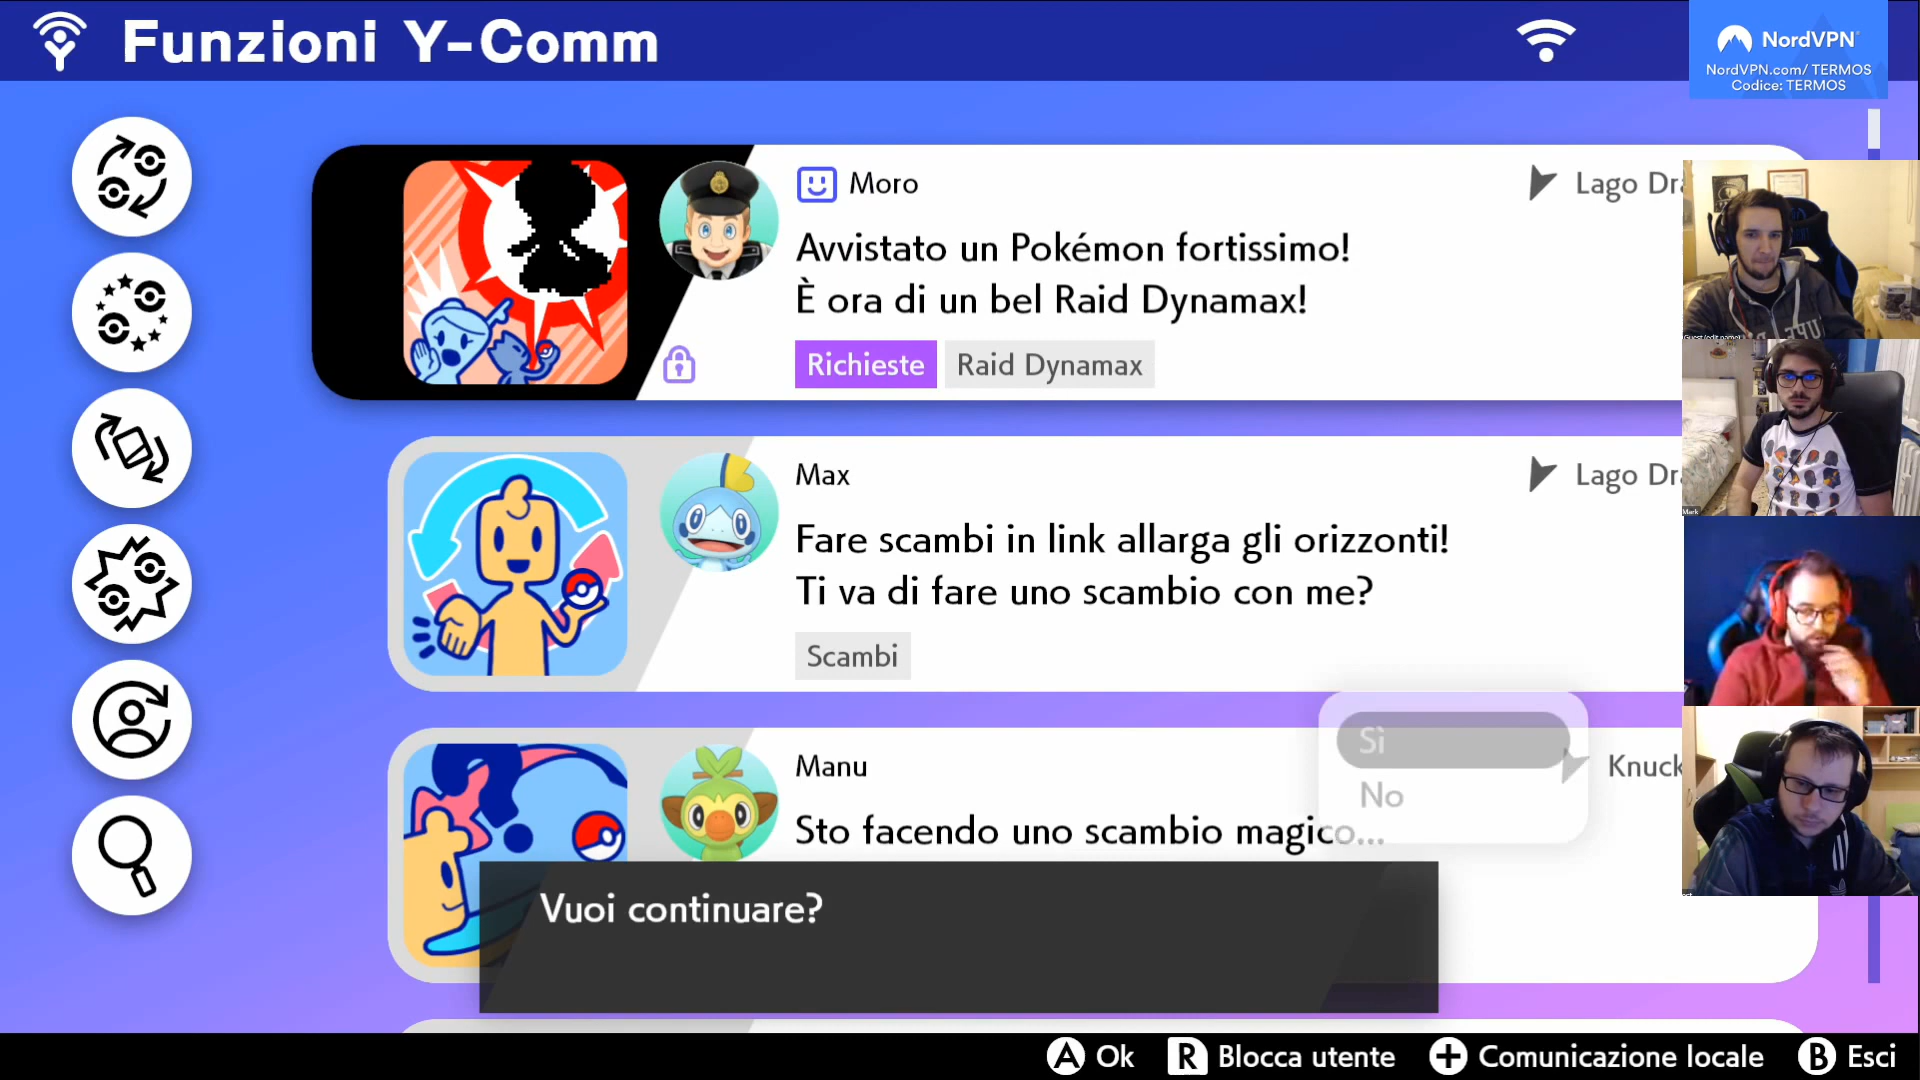 Funzioni Y-Comm
NordVPN
NordVPN.com/ TERMOS
Codice: TERMOS
Moro
Lago Dr
Avvistato un Pokémon fortissimo!
È ora di un bel Raid Dynamax!
Richieste
Raid Dynamax
Max
Lago Dr
Fare scambi in link allarga gli orizzonti!
Ti va di fare uno scambio con me?
Scambi
Manu
Knuck
Sto facendo uno scambio magico...
Sì
No
Vuoi continuare?
Mark
A Ok
R Blocca utente
+ Comunicazione locale
B Esci